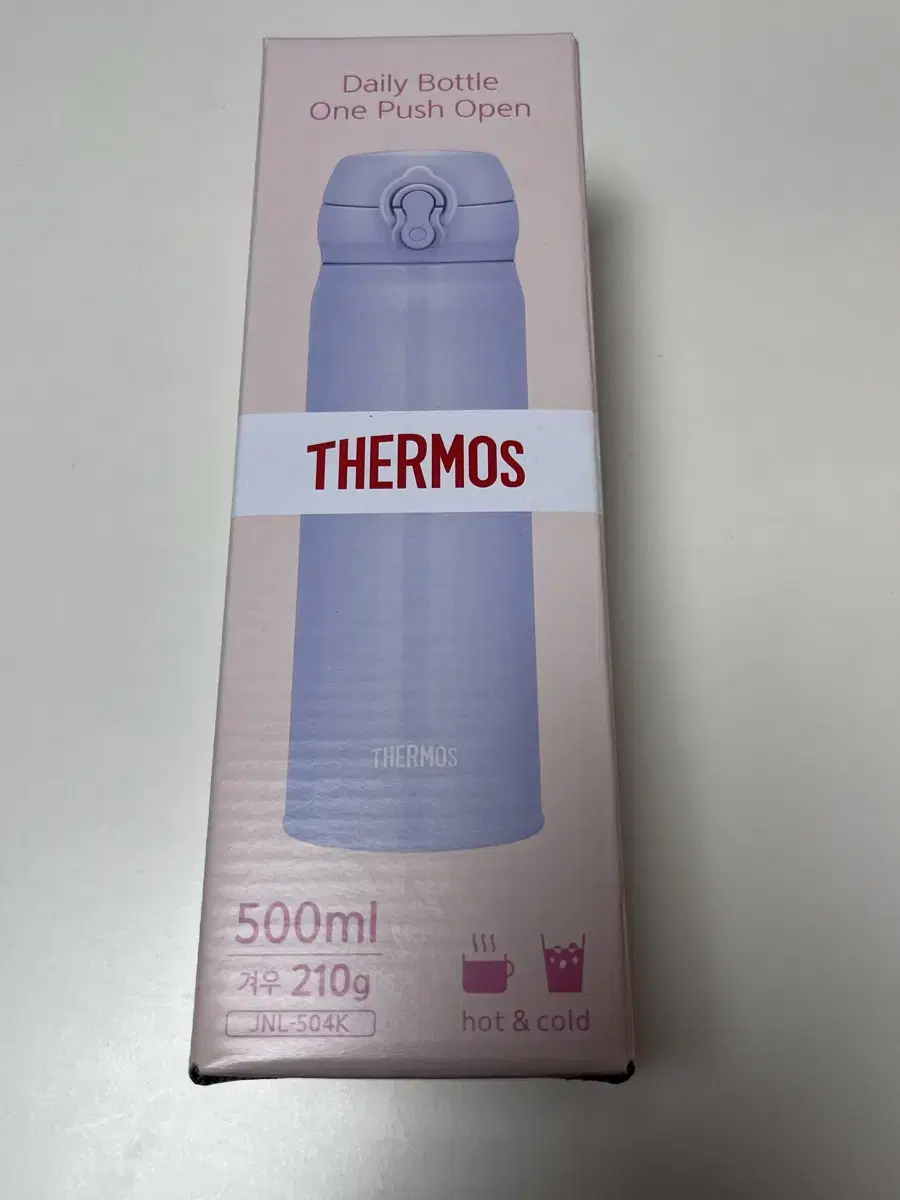 Daily Bottle
One Push Open
THERMOS
THERMOS
500ml
겨우 210g
JNL-504K
hot & cold